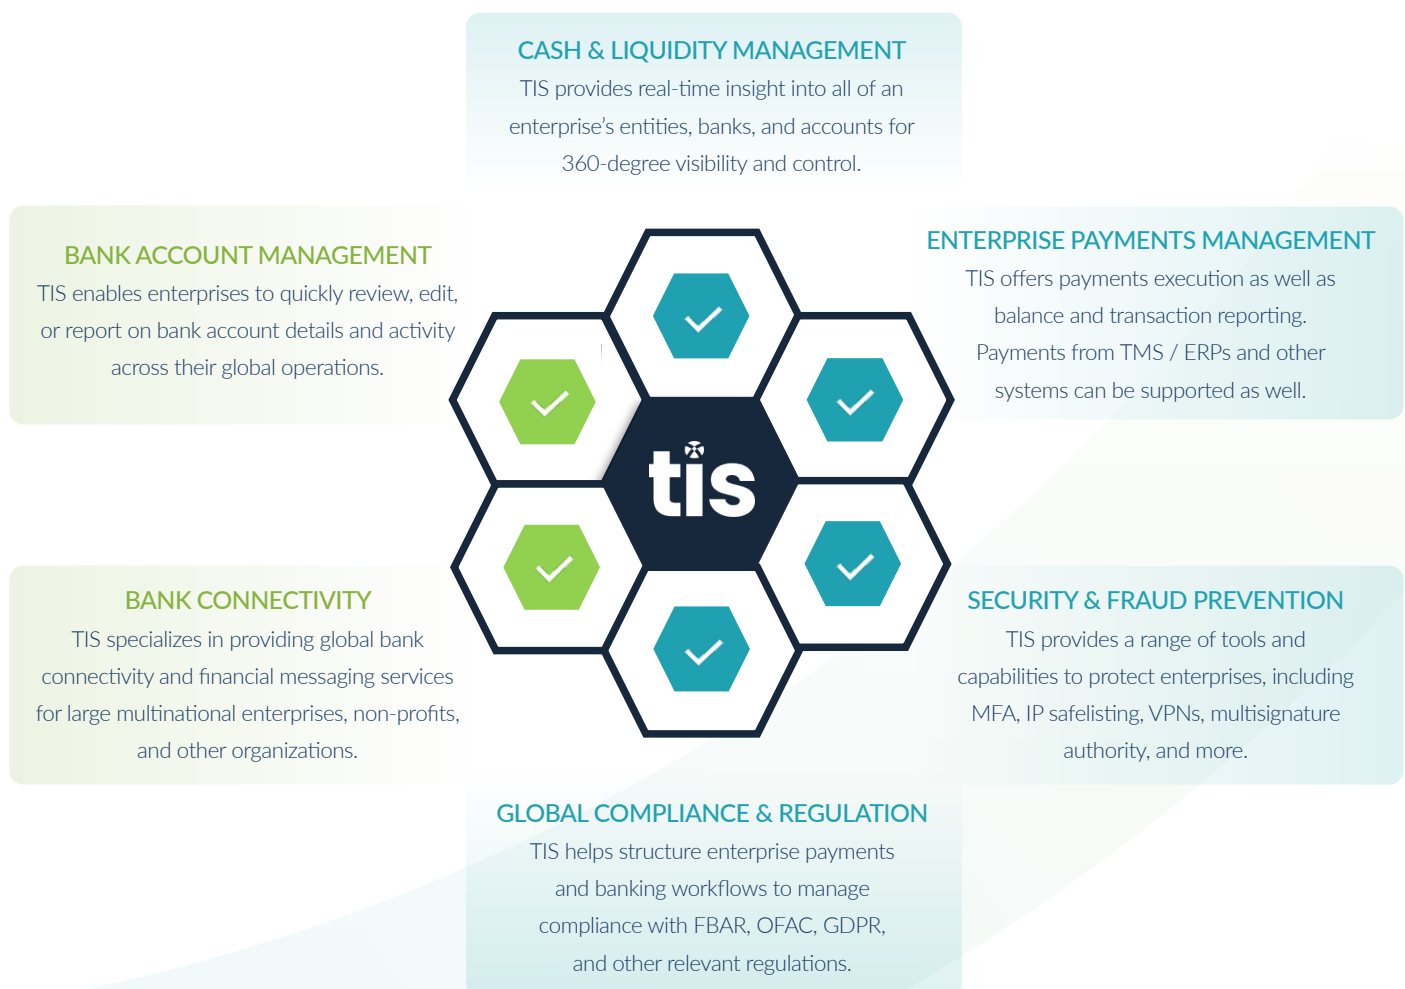 CASH & LIQUIDITY MANAGEMENT
TIS provides real-time insight into all of an
enterprise’s entities, banks, and accounts for
360-degree visibility and control.
BANK ACCOUNT MANAGEMENT
TIS enables enterprises to quickly review, edit,
or report on bank account details and activity
across their global operations.
ENTERPRISE PAYMENTS MANAGEMENT
TIS offers payments execution as well as
balance and transaction reporting.
Payments from TMS / ERPs and other
systems can be supported as well.
tis
BANK CONNECTIVITY
TIS specializes in providing global bank
connectivity and financial messaging services
for large multinational enterprises, non-profits,
and other organizations.
SECURITY & FRAUD PREVENTION
TIS provides a range of tools and
capabilities to protect enterprises, including
MFA, IP safelisting, VPNs, multisignature
authority, and more.
GLOBAL COMPLIANCE & REGULATION
TIS helps structure enterprise payments
and banking workflows to manage
compliance with FBAR, OFAC, GDPR,
and other relevant regulations.